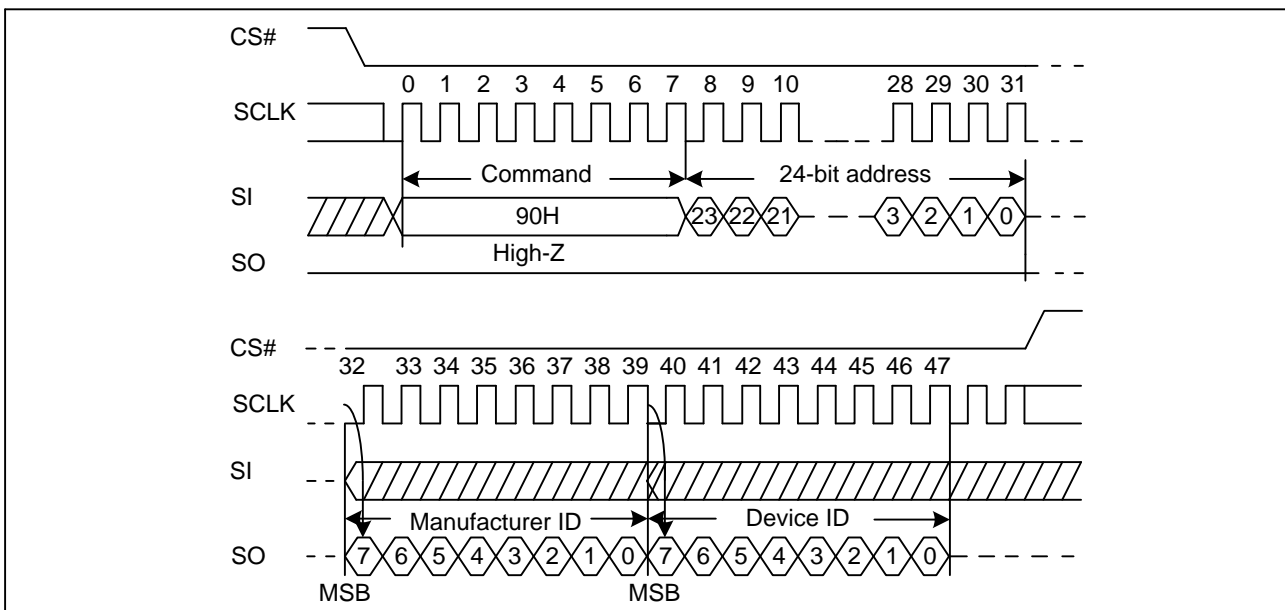 CS#
0 1 2 3 4 5 6 7 8 9 10 28 29 30 31
SCLK
Command 24-bit address
SI
90H 23 22 21 3 2 1 0
High-Z
SO
CS#
32 33 34 35 36 37 38 39 40 41 42 43 44 45 46 47
SCLK
SI
Manufacturer ID Device ID
SO 7 6 5 4 3 2 1 0 7 6 5 4 3 2 1 0
MSB MSB